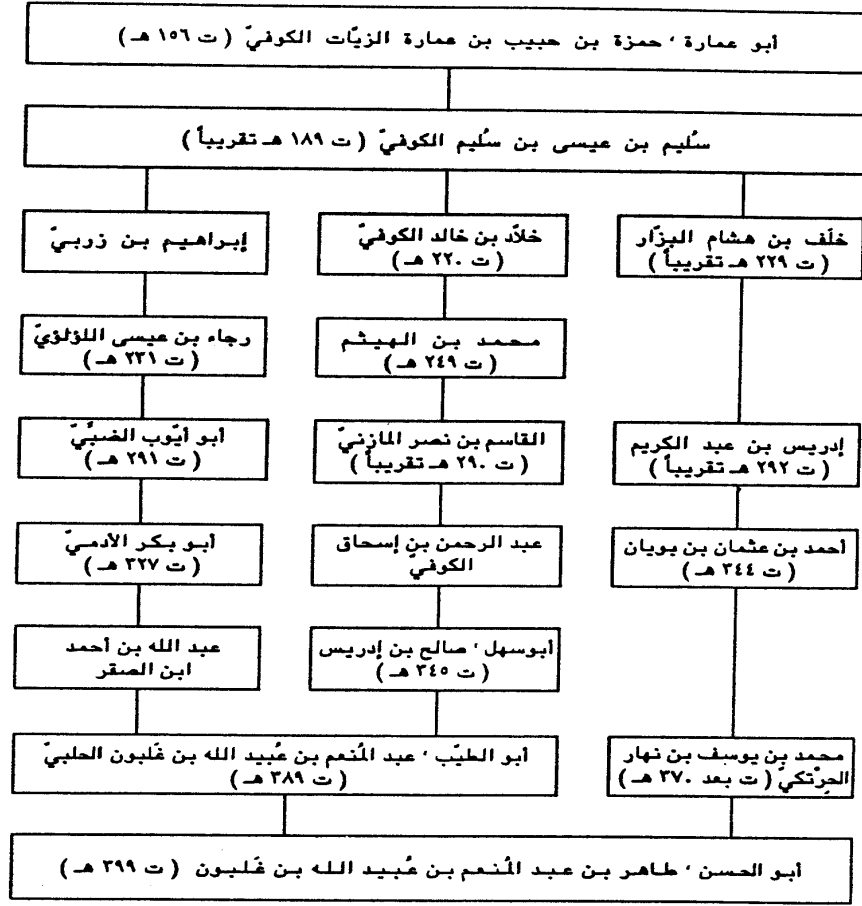 أبو عمارة ، حمزة بن حبيب بن عمارة الزيّات الكوفيّ ( ت ١٥٦ هـ )
سُليم بن عيسى بن سُليم الكوفيّ ( ت ١٨٩ هـ تقريباً )
خلَف بن هشام البزّار
( ت ٢٢٩ هـ تقريباً )
خلاّد بن خالد الكوفيّ
( ت ٢٢٠ هـ )
إبراهيم بن زربيّ
محمد بن الهيثم
( ت ٢٤٩ هـ )
رجاء بن عيسى اللؤلؤيّ
( ت ٢٣١ هـ )
إدريس بن عبد الكريم
( ت ٢٩٢ هـ تقريباً )
القاسم بن نصر المازنيّ
( ت ٢٩٠ هـ تقريباً )
أبو أيّوب الضبّيّ
( ت ٢٩١ هـ )
أحمد بن عثمان بن بويان
( ت ٣٤٤ هـ )
عبد الرحمن بن إسحاق
الكوفيّ
أبو بكر الأدميّ
( ت ٣٢٧ هـ )
أبوسهل ، صالح بن إدريس
( ت ٣٤٥ هـ )
عبد الله بن أحمد
ابن الصقر
محمد بن يوسف بن نهار
الحِرْتكيّ ( ت بعد ٣٧٠ هـ )
أبو الطيّب ، عبد المُنعم بن عُبيد الله بن غَلبون الحلبيّ
( ت ٣٨٩ هـ )
أبو الحسن ، طاهر بن عبد المُنعم بن عُبيد الله بن غَلبون ( ت ٣٩٩ هـ )